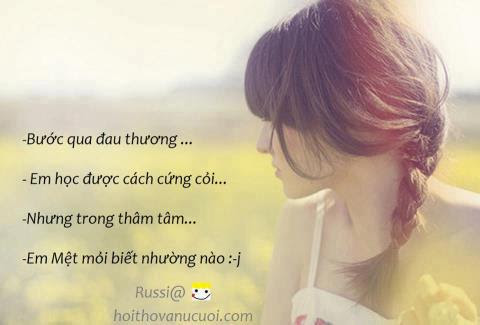 -Bước qua đau thương ...
- Em học được cách cứng cỏi...
-Nhưng trong thâm tâm...
-Em Mệt mỏi biết nhường nào :-j
Russi@
hoithovanucuoi.com